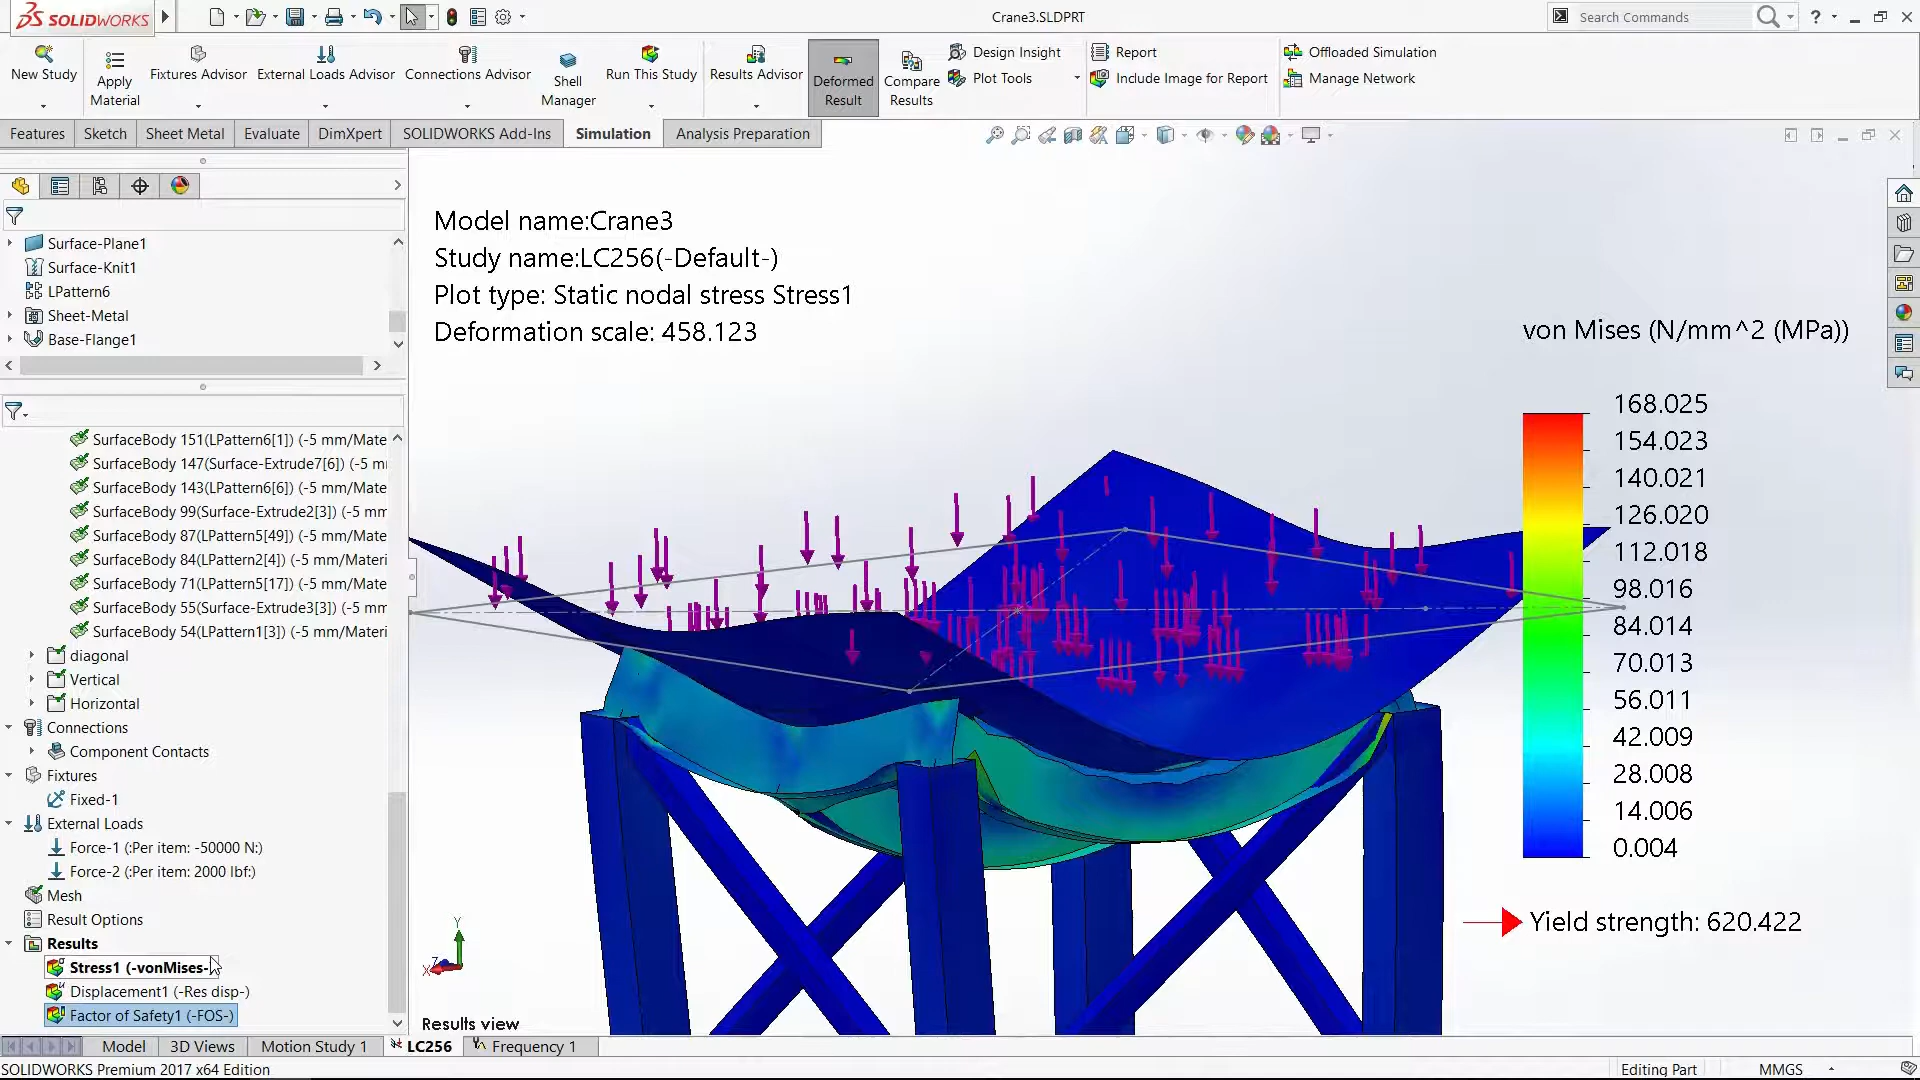 SOLIDWORKS
Crane3.SLDPRT
Search Commands
?
New Study
Apply Material
Fixtures Advisor
External Loads Advisor
Connections Advisor
Shell Manager
Run This Study
Results Advisor
Deformed Result
Compare Results
Design Insight
Plot Tools
Report
Include Image for Report
Offloaded Simulation
Manage Network
Features
Sketch
Sheet Metal
Evaluate
DimXpert
SOLIDWORKS Add-Ins
Simulation
Analysis Preparation
Surface-Plane1
Surface-Knit1
LPattern6
Sheet-Metal
Base-Flange1
SurfaceBody 151(LPattern6[1]) (-5 mm/Mate
SurfaceBody 147(Surface-Extrude7[6]) (-5 m
SurfaceBody 143(LPattern6[6]) (-5 mm/Mate
SurfaceBody 99(Surface-Extrude2[3]) (-5 mm
SurfaceBody 87(LPattern5[49]) (-5 mm/Mate
SurfaceBody 84(LPattern2[4]) (-5 mm/Materi
SurfaceBody 71(LPattern5[17]) (-5 mm/Mate
SurfaceBody 55(Surface-Extrude3[3]) (-5 mm
SurfaceBody 54(LPattern1[3]) (-5 mm/Materi
diagonal
Vertical
Horizontal
Connections
Component Contacts
Fixtures
Fixed-1
External Loads
Force-1 (:Per item: -50000 N:)
Force-2 (:Per item: 2000 lbf:)
Mesh
Result Options
Results
Stress1 (-vonMises-
Displacement1 (-Res disp-)
Factor of Safety1 (-FOS-)
Model name:Crane3
Study name:LC256(-Default-)
Plot type: Static nodal stress Stress1
Deformation scale: 458.123
von Mises (N/mm^2 (MPa))
168.025
154.023
140.021
126.020
112.018
98.016
84.014
70.013
56.011
42.009
28.008
14.006
0.004
Yield strength: 620.422
Y
Z
X
Results view
Model
3D Views
Motion Study 1
LC256
Frequency 1
SOLIDWORKS Premium 2017 x64 Edition
Editing Part
MMGS